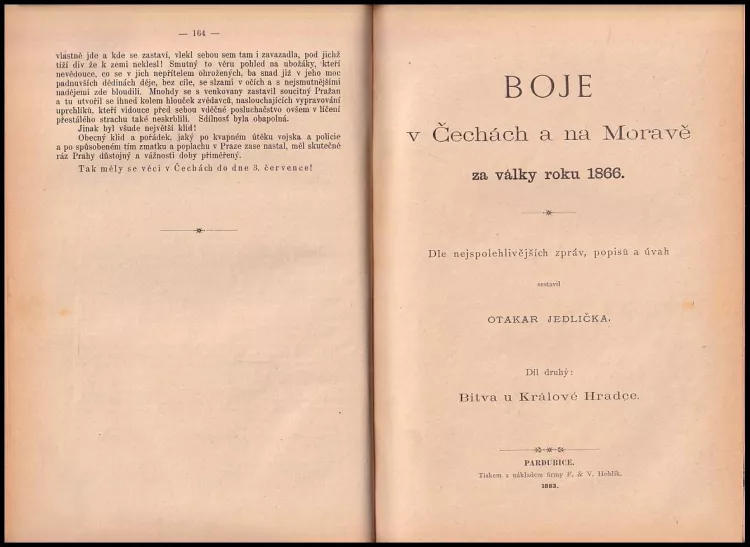 — 164 —
vlastně jde a kde se zastaví, vlekl sebou sem tam i zavazadla, pod jichž
tíží div že k zemi neklesl! Smutný to věru pohled na ubožáky, kteří
nevědouce, co se v jich nepřítelem ohrožených, ba snad již v jeho moc
padnuvších dědinách děje, bez cíle, se slzami v očích a s nejsmutnějšími
nadějemi zde bloudili. Mnohdy se s venkovany zastavil soucitný Pražan
a tu utvořil se ihned kolem hlouček zvědavců, naslouchajících vypravování
uprchlíků, kteří vidouce před sebou vděčné posluchačstvo ovšem v líčení
přestálého strachu také neskrblili. Sdílnosť byla obapolná.
Jinak byl všude největší klid!
Obecný klid a pořádek, jaký po kvapném útěku vojska a policie
a po způsobeném tím zmatku a poplachu v Praze zase nastal, měl skutečně
ráz Prahy důstojný a vážnosti doby přiměřený.
Tak měly se věci v Čechách do dne 3. července!
BOJE
v Čechách a na Moravě
za války roku 1866.
Dle nejspolehlivějších zpráv, popisů a úvah
sestavil
OTAKAR JEDLIČKA.
Díl druhý:
Bitva u Králové Hradce.
PARDUBICE.
Tiskem a nákladem firmy F. & V. Hoblík.
1883.